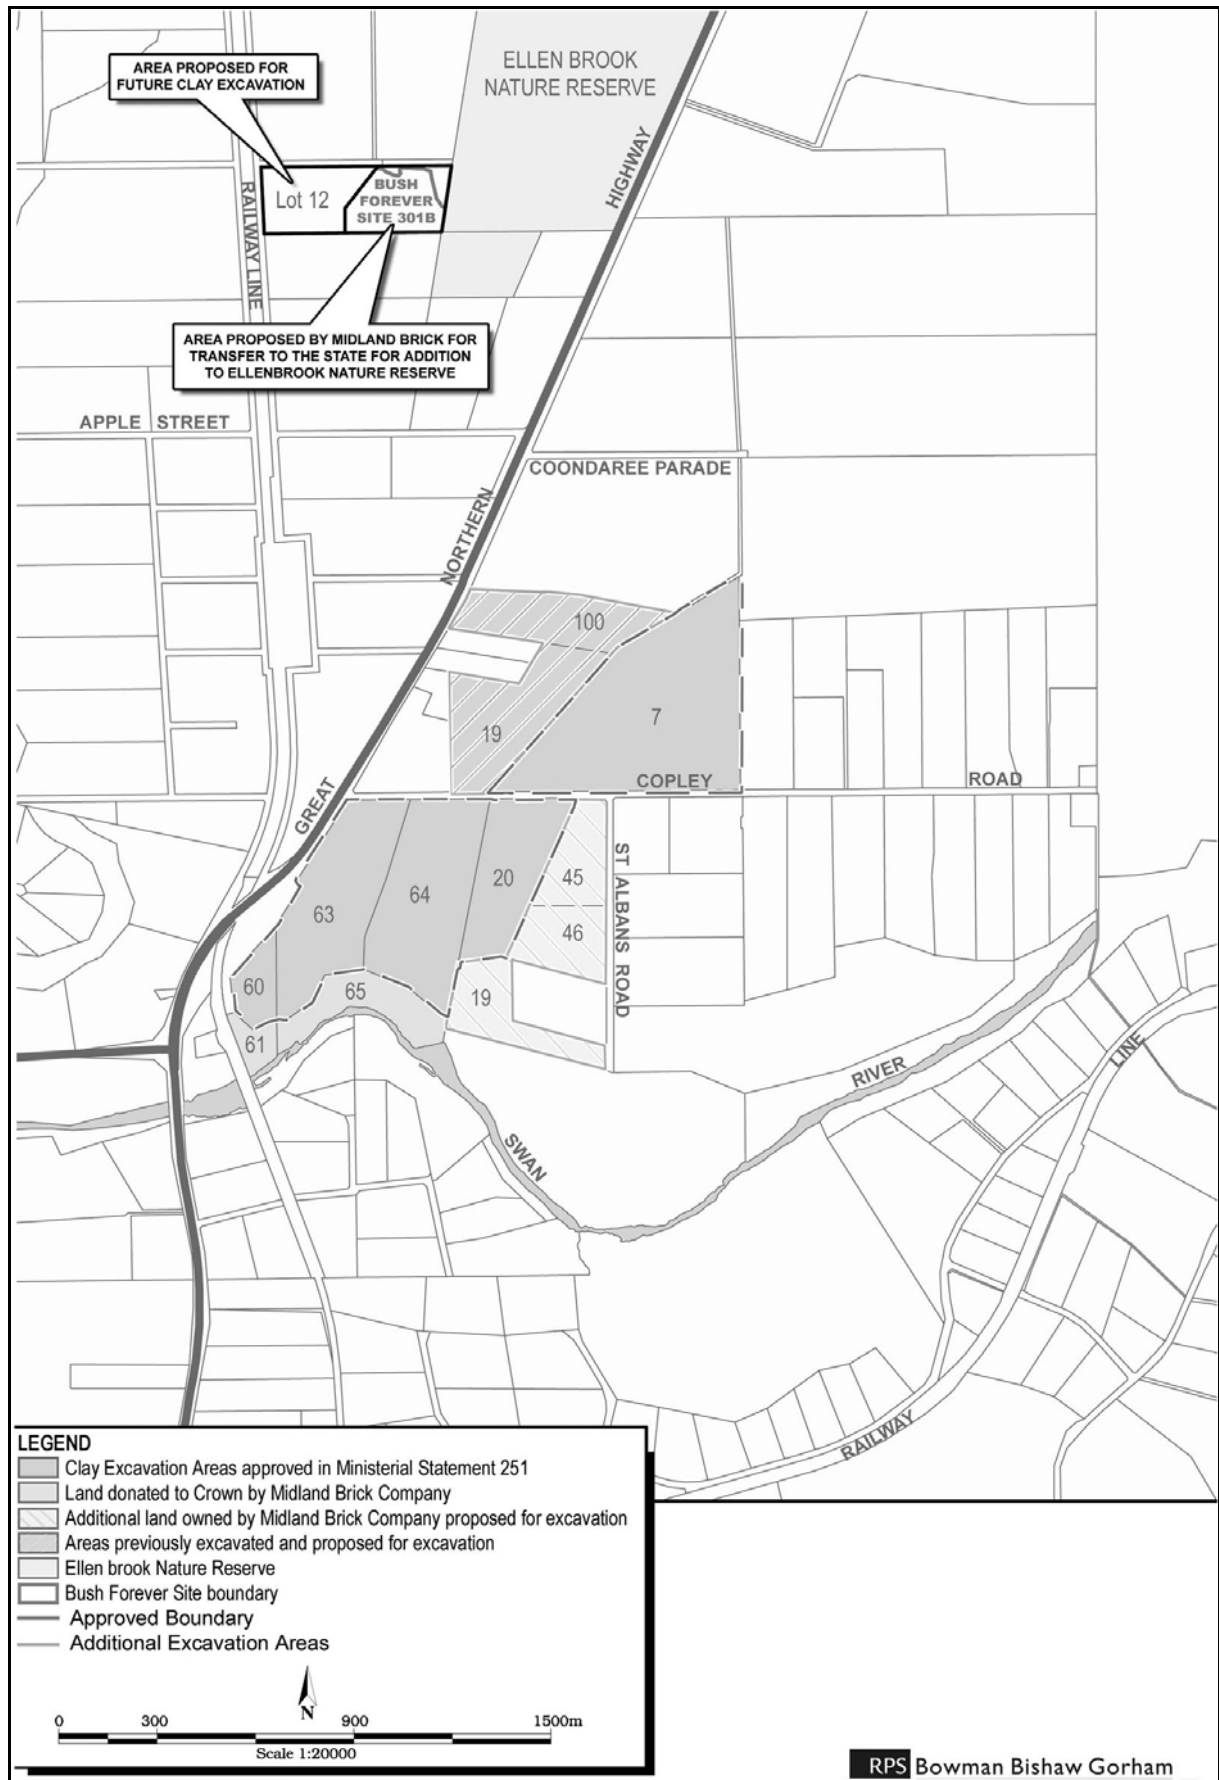 ELLEN BROOK
NATURE RESERVE
AREA PROPOSED FOR
FUTURE CLAY EXCAVATION
HIGHWAY
Lot 12
BUSH
FOREVER
SITE 301B
RAILWAY LINE
AREA PROPOSED BY MIDLAND BRICK FOR
TRANSFER TO THE STATE FOR ADDITION
TO ELLENBROOK NATURE RESERVE
APPLE STREET
COONDAREE PARADE
NORTHERN
100
7
19
COPLEY ROAD
GREAT
ST ALBANS ROAD
20
45
64
63
46
60
65
19
61
RIVER
LINE
SWAN
RAILWAY
LEGEND
Clay Excavation Areas approved in Ministerial Statement 251
Land donated to Crown by Midland Brick Company
Additional land owned by Midland Brick Company proposed for excavation
Areas previously excavated and proposed for excavation
Ellen brook Nature Reserve
Bush Forever Site boundary
Approved Boundary
Additional Excavation Areas
N
0 300 900 1500m
Scale 1:20000
RPS Bowman Bishaw Gorham